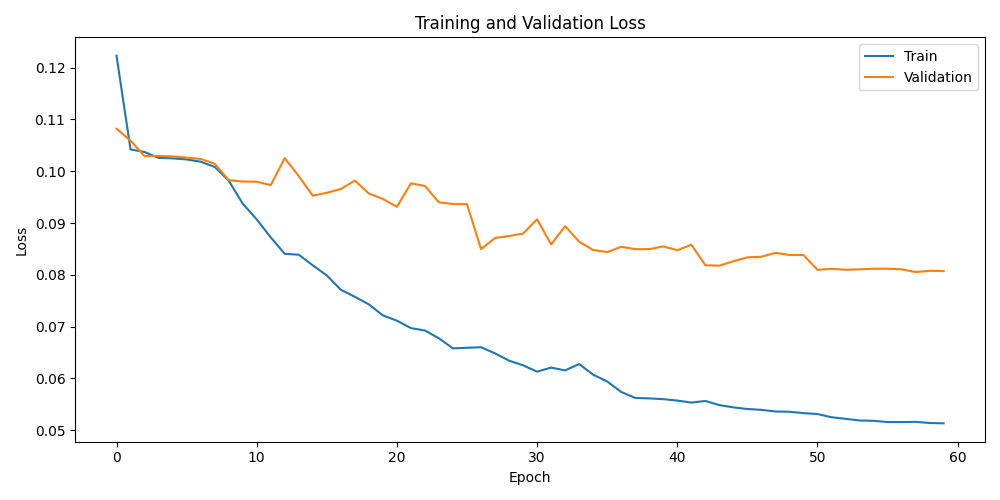 Training and Validation Loss
Train
Validation
0.12
0.11
0.10
0.09
0.08
0.07
0.06
0.05
Loss
0 10 20 30 40 50 60
Epoch